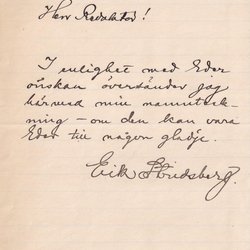 Herr Redaktör!
I enlighet med Eder
önskan översänder jag
härmed min namnteck-
ning – om den kan vara
Eder till någon glädje.
Erik Lindsberg.